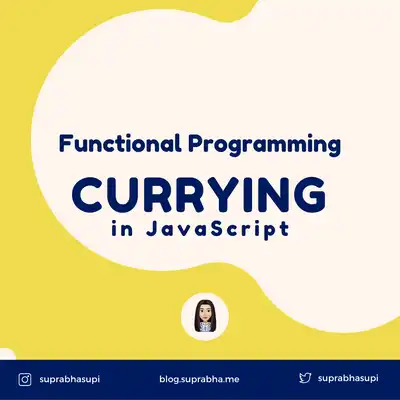 Functional Programming
CURRYING
in JavaScript
suprabhasupi
blog.suprabha.me
suprabhasupi